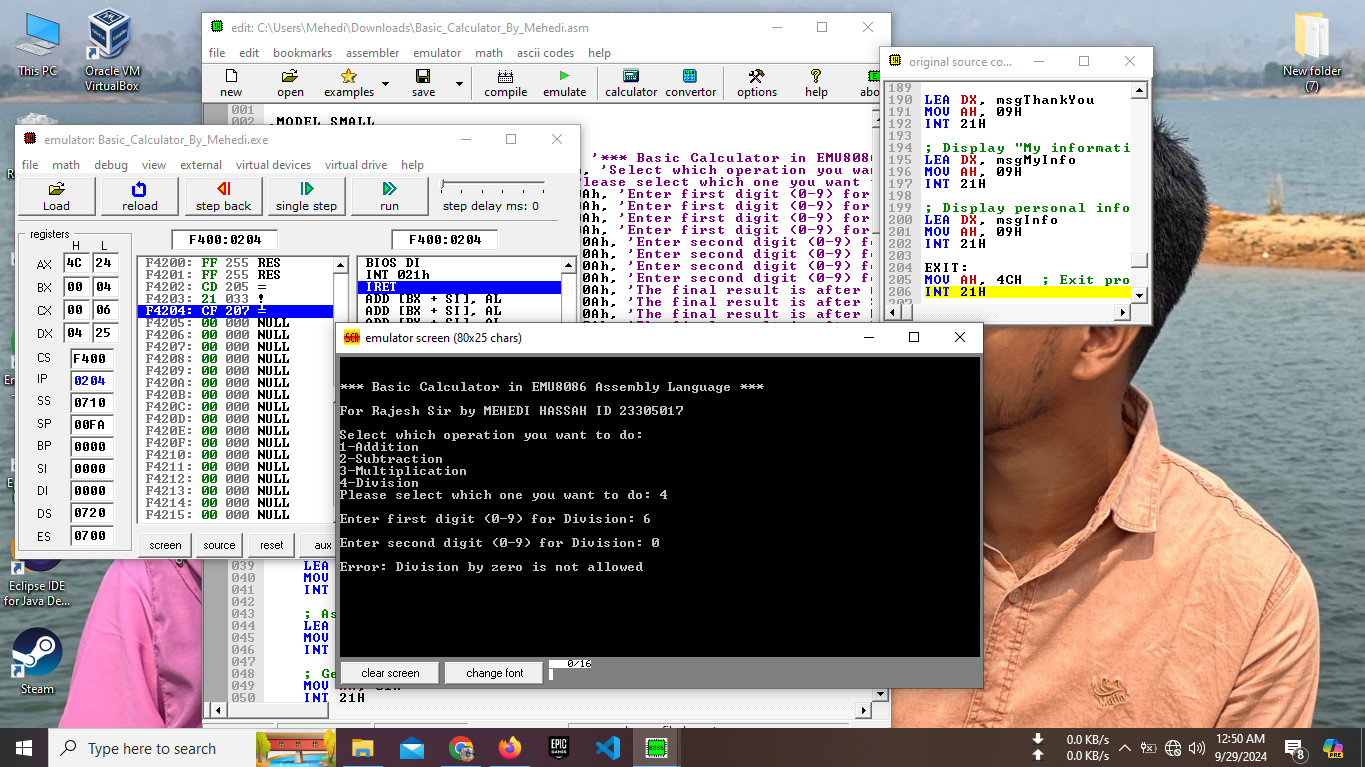 This PC
Oracle VM
VirtualBox
New folder
(7)
Eclipse IDE
for Java De...
Steam
edit: C:\Users\Mehedi\Downloads\Basic_Calculator_By_Mehedi.asm
file edit bookmarks assembler emulator math ascii codes help
new open examples save compile emulate calculator convertor options help abo
001
002 .MODEL SMALL
'*** Basic Calculator in EMU808
, 'Select which operation you wan
lease select which one you want
0Ah, 'Enter first digit (0-9) for
0Ah, 'Enter first digit (0-9) for
0Ah, 'Enter first digit (0-9) for
0Ah, 'Enter first digit (0-9) for
0Ah, 'Enter second digit (0-9) f
0Ah, 'Enter second digit (0-9) f
0Ah, 'Enter second digit (0-9) f
0Ah, 'Enter second digit (0-9) f
0Ah, 'The final result is after
0Ah, 'The final result is after
0Ah, 'The final result is after
039 LEA
040 MOV
041 INT
042
043 ; As
044 LEA
045 MOV
046 INT
047
048 ; Ge
049 MOV AH, 01H
050 INT 21H
original source co...
189
190 LEA DX, msgThankYou
191 MOV AH, 09H
192 INT 21H
193
194 ; Display "My informati
195 LEA DX, msgMyInfo
196 MOV AH, 09H
197 INT 21H
198
199 ; Display personal info
200 LEA DX, msgInfo
201 MOV AH, 09H
202 INT 21H
203
204 EXIT:
205 MOV AH, 4CH ; Exit pro
206 INT 21H
207
emulator: Basic_Calculator_By_Mehedi.exe
file math debug view external virtual devices virtual drive help
Load reload step back single step run step delay ms: 0
registers
H L
F400:0204 F400:0204
AX 4C 24
BX 00 04
CX 00 06
DX 04 25
CS F400
IP 0204
SS 0710
SP 00FA
BP 0000
SI 0000
DI 0000
DS 0720
ES 0700
F4200: FF 255 RES
F4201: FF 255 RES
F4202: CD 205 =
F4203: 21 033 !
F4204: CF 207 ╧
F4205: 00 000 NULL
F4206: 00 000 NULL
F4207: 00 000 NULL
F4208: 00 000 NULL
F4209: 00 000 NULL
F420A: 00 000 NULL
F420B: 00 000 NULL
F420C: 00 000 NULL
F420D: 00 000 NULL
F420E: 00 000 NULL
F420F: 00 000 NULL
F4210: 00 000 NULL
F4211: 00 000 NULL
F4212: 00 000 NULL
F4213: 00 000 NULL
F4214: 00 000 NULL
F4215: 00 000 NULL
BIOS DI
INT 021h
IRET
ADD [BX + SI], AL
ADD [BX + SI], AL
ADD [BX + SI], AL
screen source reset aux
SCR emulator screen (80x25 chars)
*** Basic Calculator in EMU8086 Assembly Language ***
For Rajesh Sir by MEHEDI HASSAH ID 23305017
Select which operation you want to do:
1-Addition
2-Subtraction
3-Multiplication
4-Division
Please select which one you want to do: 4
Enter first digit (0-9) for Division: 6
Enter second digit (0-9) for Division: 0
Error: Division by zero is not allowed
clear screen change font 0/16
Type here to search
EPIC GAMES
8086
0.0 KB/s
0.0 KB/s
12:50 AM
9/29/2024
8
PRE